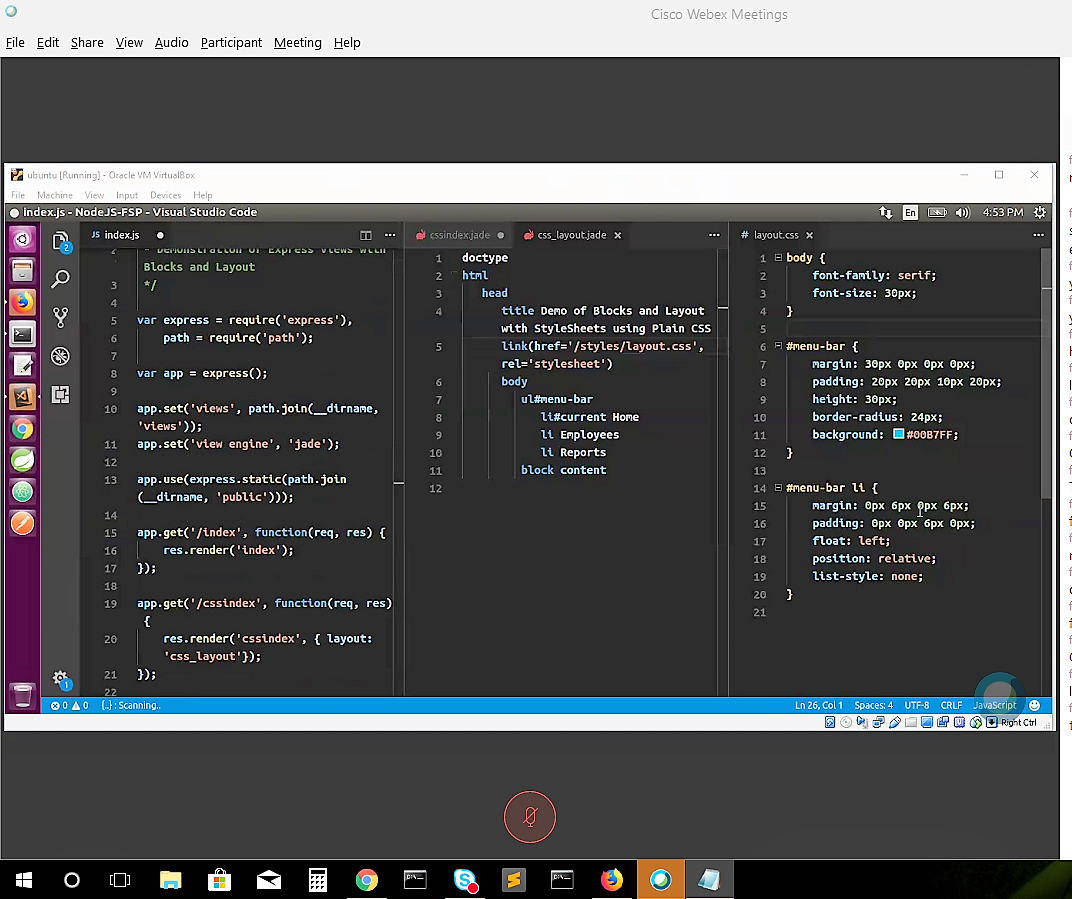 Cisco Webex Meetings
File Edit Share View Audio Participant Meeting Help
ubuntu [Running] - Oracle VM VirtualBox
File Machine View Input Devices Help
index.js - NodeJS-FSP - Visual Studio Code
En
4:53 PM
2
JS index.js
2 * Demonstration of Express Views with
Blocks and Layout
3 */
4
5 var express = require('express'),
6 path = require('path');
7
8 var app = express();
9
10 app.set('views', path.join(__dirname,
'views'));
11 app.set('view engine', 'jade');
12
13 app.use(express.static(path.join
(__dirname, 'public')));
14
15 app.get('/index', function(req, res) {
16 res.render('index');
17 });
18
19 app.get('/cssindex', function(req, res)
{
20 res.render('cssindex', { layout:
'css_layout'});
21 });
22
cssindex.jade
css_layout.jade
1 doctype
2 html
3 head
4 title Demo of Blocks and Layout
with StyleSheets using Plain CSS
5 link(href='/styles/layout.css',
rel='stylesheet')
6 body
7 ul#menu-bar
8 li#current Home
9 li Employees
10 li Reports
11 block content
12
# layout.css
1 body {
2 font-family: serif;
3 font-size: 30px;
4 }
5
6 #menu-bar {
7 margin: 30px 0px 0px 0px;
8 padding: 20px 20px 10px 20px;
9 height: 30px;
10 border-radius: 24px;
11 background: #00B7FF;
12 }
13
14 #menu-bar li {
15 margin: 0px 6px 0px 6px;
16 padding: 0px 0px 6px 0px;
17 float: left;
18 position: relative;
19 list-style: none;
20 }
21
1
0 0 {..} : Scanning..
Ln 26, Col 1 Spaces: 4 UTF-8 CRLF JavaScript
Right Ctrl